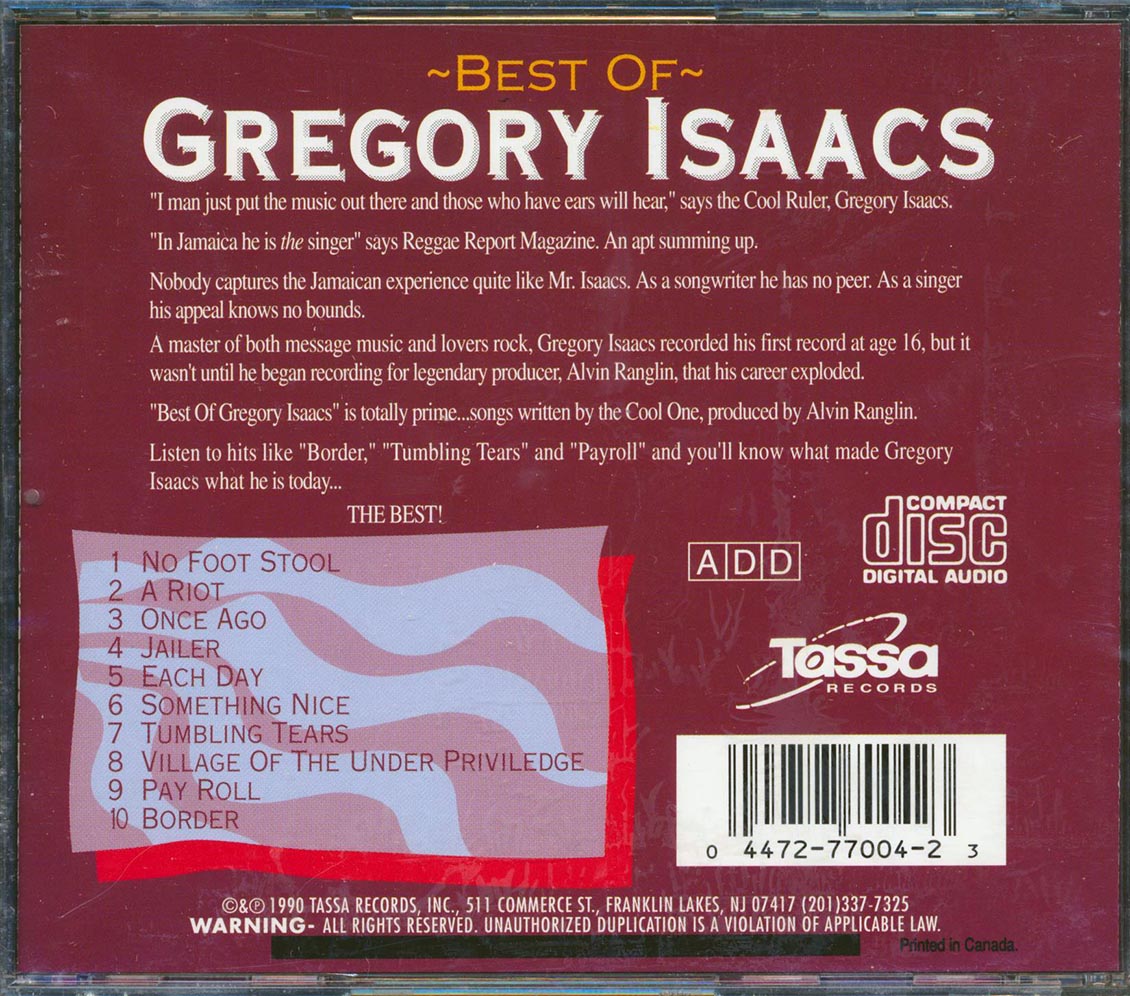 ~BEST OF~
GREGORY ISAACS
"I man just put the music out there and those who have ears will hear," says the Cool Ruler, Gregory Isaacs.
"In Jamaica he is the singer" says Reggae Report Magazine. An apt summing up.
Nobody captures the Jamaican experience quite like Mr. Isaacs. As a songwriter he has no peer. As a singer
his appeal knows no bounds.
A master of both message music and lovers rock, Gregory Isaacs recorded his first record at age 16, but it
wasn't until he began recording for legendary producer, Alvin Ranglin, that his career exploded.
"Best Of Gregory Isaacs" is totally prime...songs written by the Cool One, produced by Alvin Ranglin.
Listen to hits like "Border," "Tumbling Tears" and "Payroll" and you'll know what made Gregory
Isaacs what he is today...
THE BEST!
1 NO FOOT STOOL
2 A RIOT
3 ONCE AGO
4 JAILER
5 EACH DAY
6 SOMETHING NICE
7 TUMBLING TEARS
8 VILLAGE OF THE UNDER PRIVILEDGE
9 PAY ROLL
10 BORDER
ADD
COMPACT
disc
DIGITAL AUDIO
Tassa
RECORDS
0 4472-77004-2 3
©&℗ 1990 TASSA RECORDS, INC., 511 COMMERCE ST., FRANKLIN LAKES, NJ 07417 (201)337-7325
WARNING- ALL RIGHTS RESERVED. UNAUTHORIZED DUPLICATION IS A VIOLATION OF APPLICABLE LAW.
Printed in Canada.